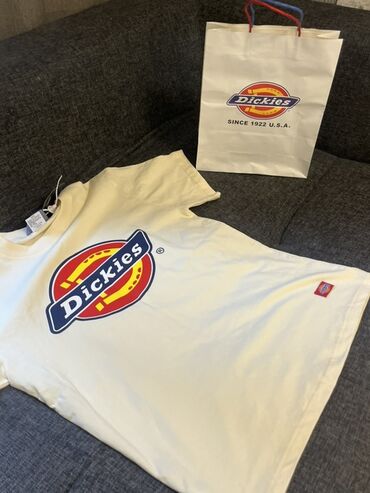 Dickies
SINCE 1922 U.S.A.
Dickies
®